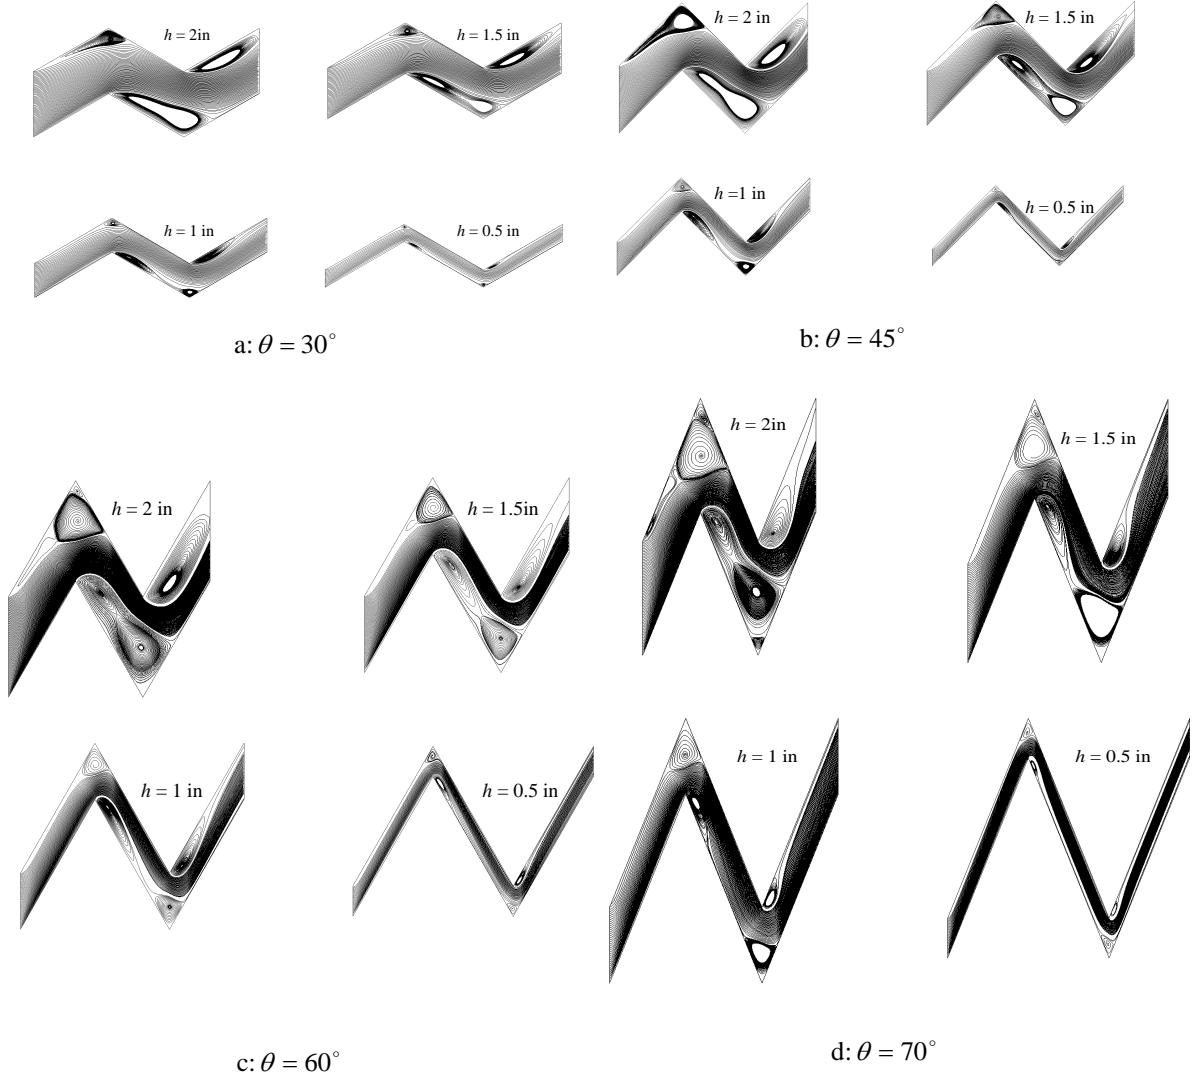 h = 2in
h = 1.5 in
h = 1 in
h = 0.5 in
a: θ = 30°
h = 2 in
h = 1.5 in
h =1 in
h = 0.5 in
b: θ = 45°
h = 2 in
h = 1.5in
h = 1 in
h = 0.5 in
c: θ = 60°
h = 2in
h = 1.5 in
h = 1 in
h = 0.5 in
d: θ = 70°